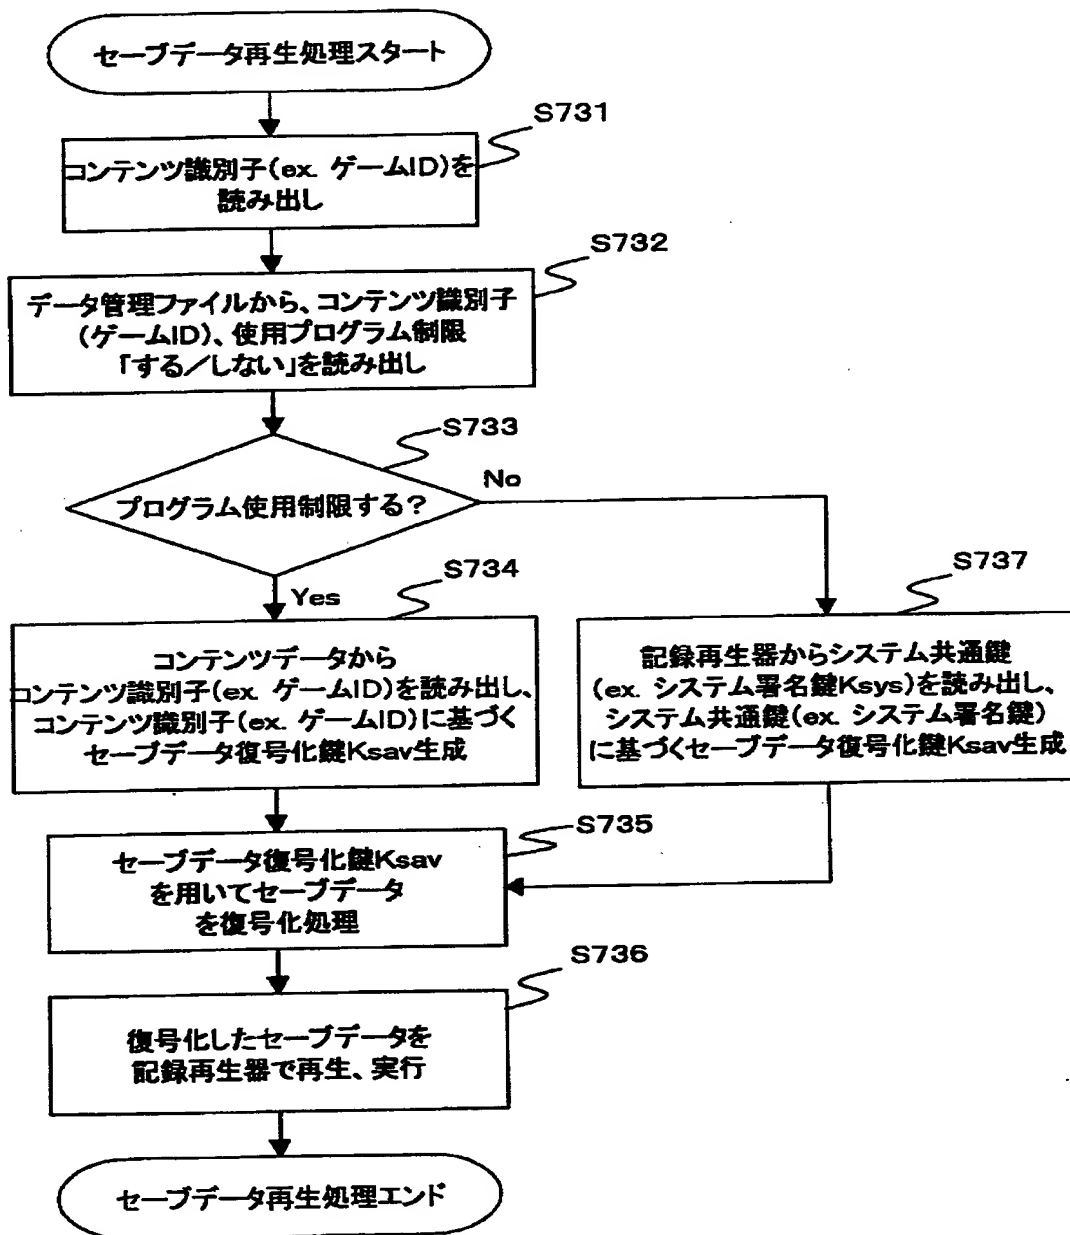 セーブデータ再生処理スタート
S731
コンテンツ識別子(ex. ゲームID)を
読み出し
S732
データ管理ファイルから、コンテンツ識別子
(ゲームID)、使用プログラム制限
「する/しない」を読み出し
S733
プログラム使用制限する?
No
Yes
S734
コンテンツデータから
コンテンツ識別子(ex. ゲームID)を読み出し、
コンテンツ識別子(ex. ゲームID)に基づく
セーブデータ復号化鍵Ksav生成
S737
記録再生器からシステム共通鍵
(ex. システム署名鍵Ksys)を読み出し、
システム共通鍵(ex. システム署名鍵)
に基づくセーブデータ復号化鍵Ksav生成
S735
セーブデータ復号化鍵Ksav
を用いてセーブデータ
を復号化処理
S736
復号化したセーブデータを
記録再生器で再生、実行
セーブデータ再生処理エンド